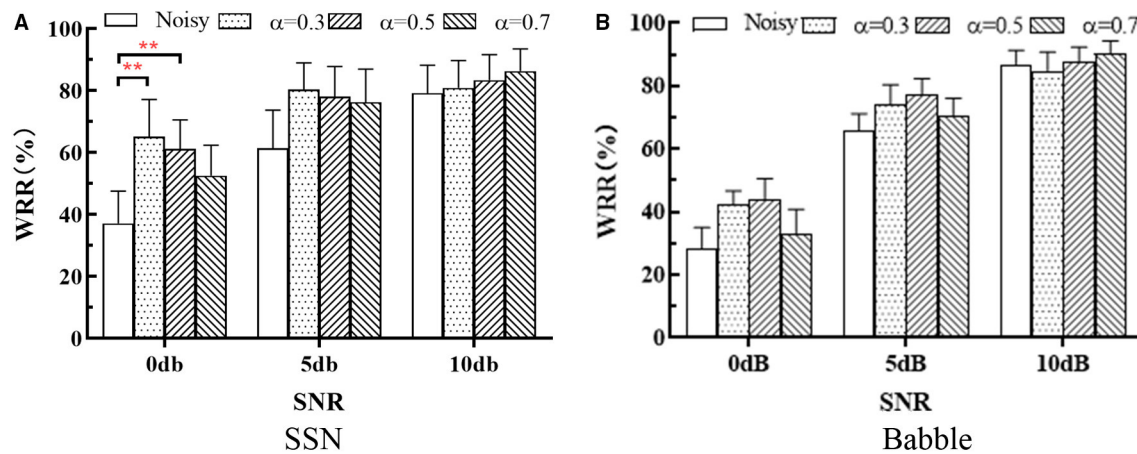 A
Noisy α=0.3 α=0.5 α=0.7
100
80
60
40
20
0
WRR (%)
**
**
0db 5db 10db
SNR
SSN
B
Noisy α=0.3 α=0.5 α=0.7
100
80
60
40
20
0
WRR (%)
0dB 5dB 10dB
SNR
Babble